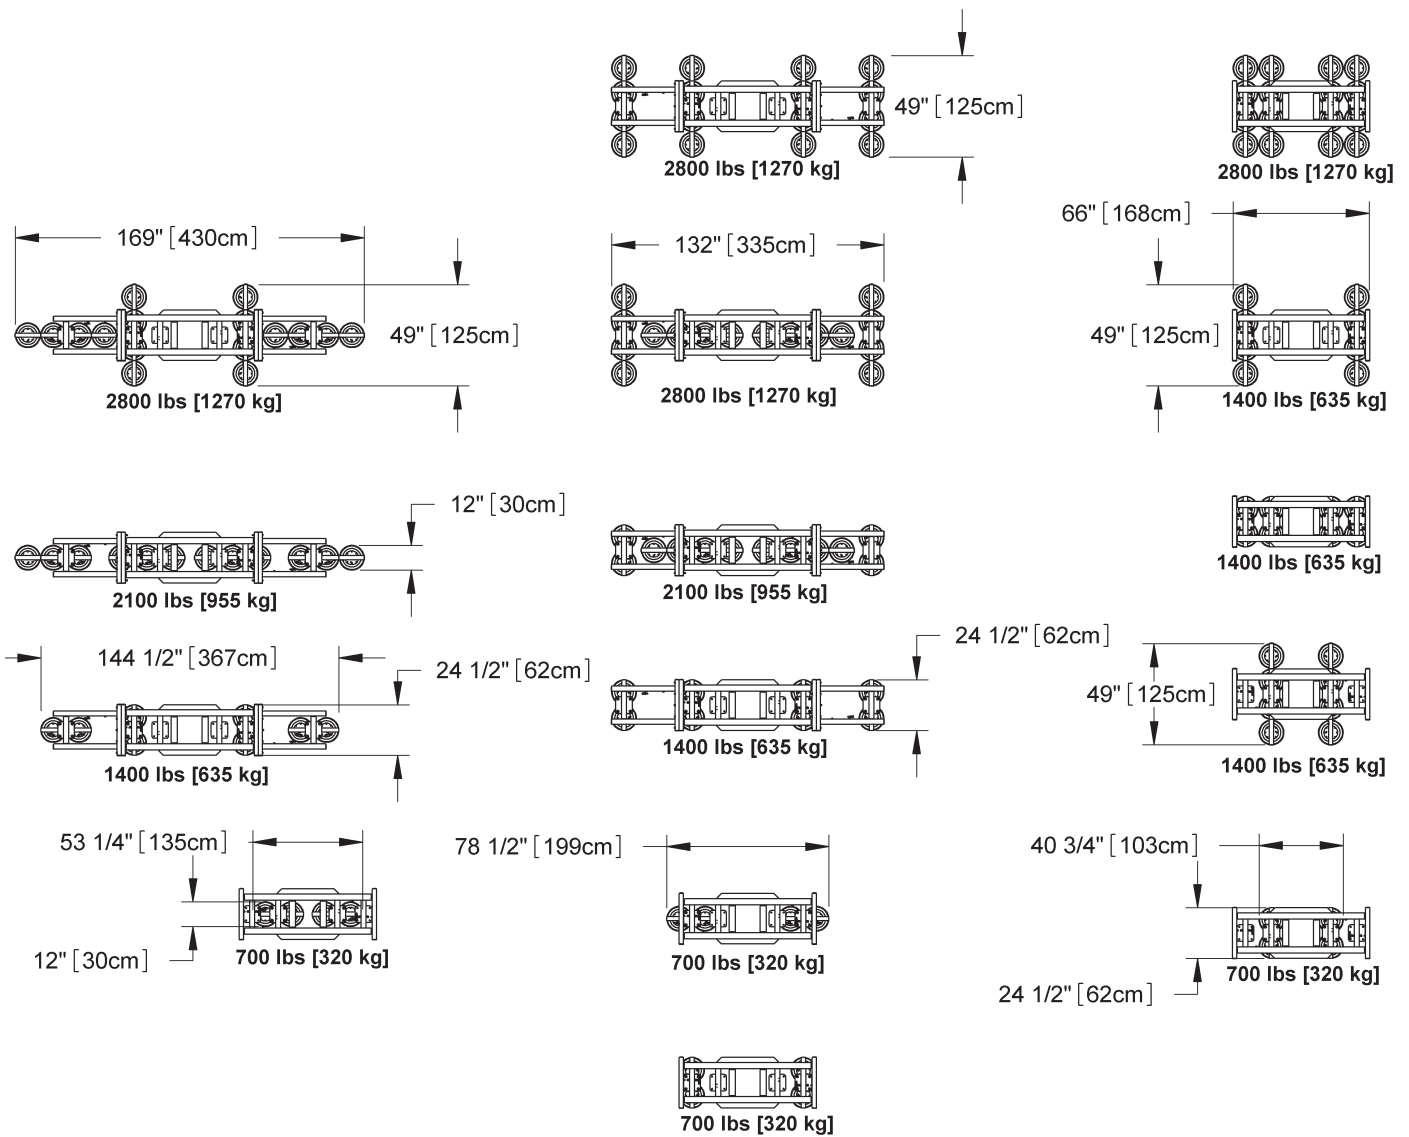 49" [125cm]
2800 lbs [1270 kg]
2800 lbs [1270 kg]
66" [168cm]
169" [430cm]
132" [335cm]
49" [125cm]
49" [125cm]
2800 lbs [1270 kg]
2800 lbs [1270 kg]
1400 lbs [635 kg]
12" [30cm]
2100 lbs [955 kg]
2100 lbs [955 kg]
1400 lbs [635 kg]
24 1/2" [62cm]
144 1/2" [367cm]
24 1/2" [62cm]
49" [125cm]
1400 lbs [635 kg]
1400 lbs [635 kg]
1400 lbs [635 kg]
53 1/4" [135cm]
78 1/2" [199cm]
40 3/4" [103cm]
12" [30cm]
700 lbs [320 kg]
700 lbs [320 kg]
700 lbs [320 kg]
24 1/2" [62cm]
700 lbs [320 kg]